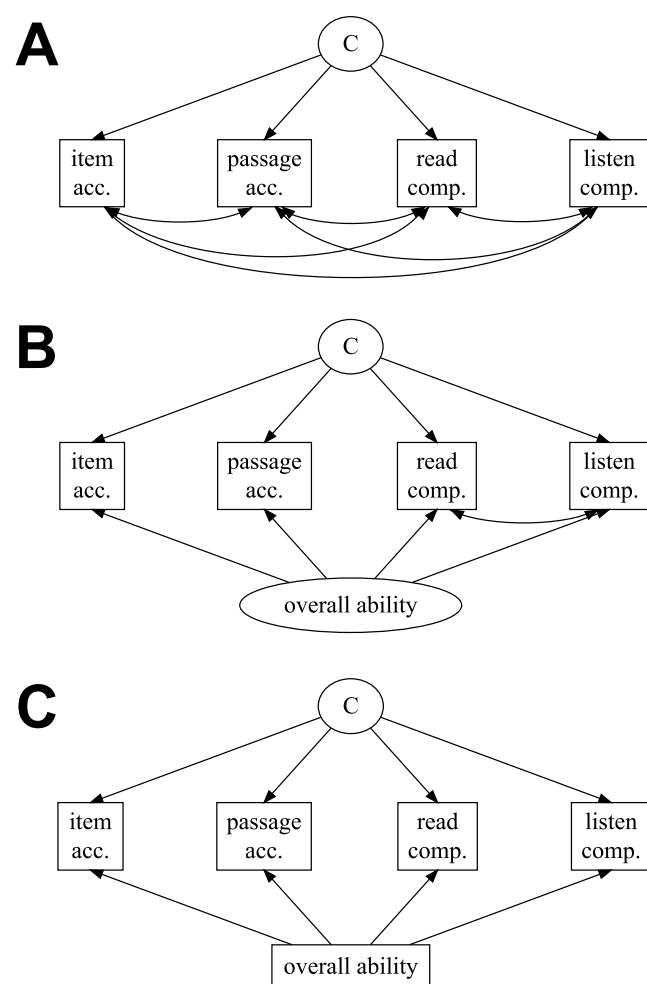 A
C
item
acc.
passage
acc.
read
comp.
listen
comp.
B
C
item
acc.
passage
acc.
read
comp.
listen
comp.
overall ability
C
C
item
acc.
passage
acc.
read
comp.
listen
comp.
overall ability